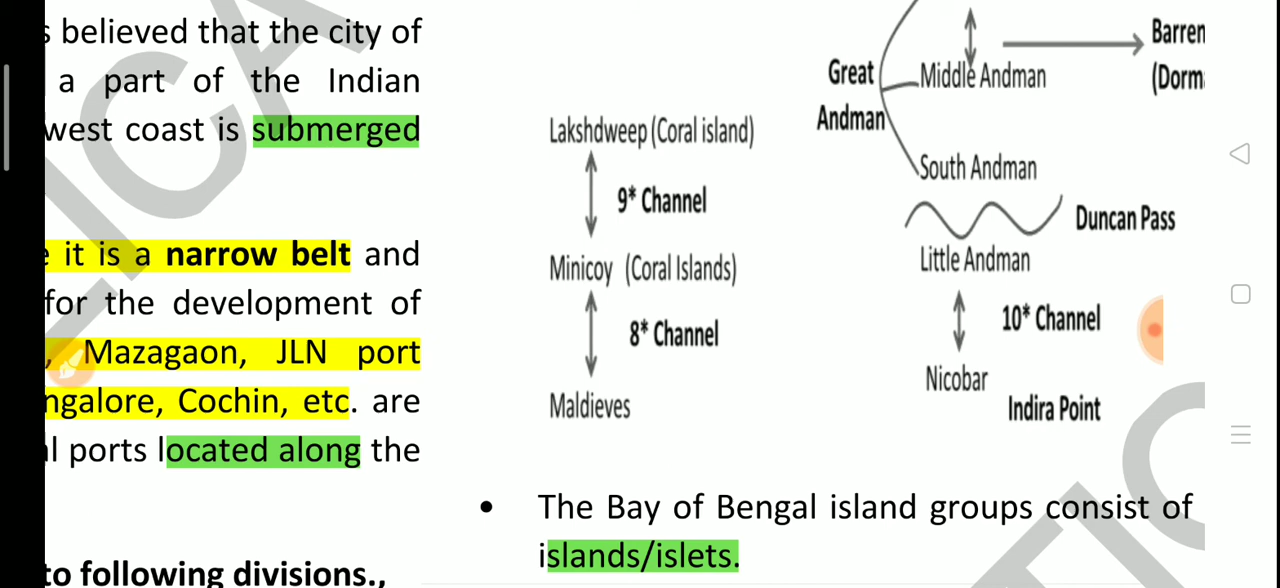 s believed that the city of
a part of the Indian
west coast is submerged
it is a narrow belt and
for the development of
, Mazagaon, JLN port
ngalore, Cochin, etc. are
l ports located along the
to following divisions.,
Lakshdweep (Coral island)
9* Channel
Minicoy (Coral Islands)
8* Channel
Maldieves
Great
Andman
Middle Andman
Barren
(Dorm
South Andman
Duncan Pass
Little Andman
10* Channel
Nicobar
Indira Point
• The Bay of Bengal island groups consist of
islands/islets.